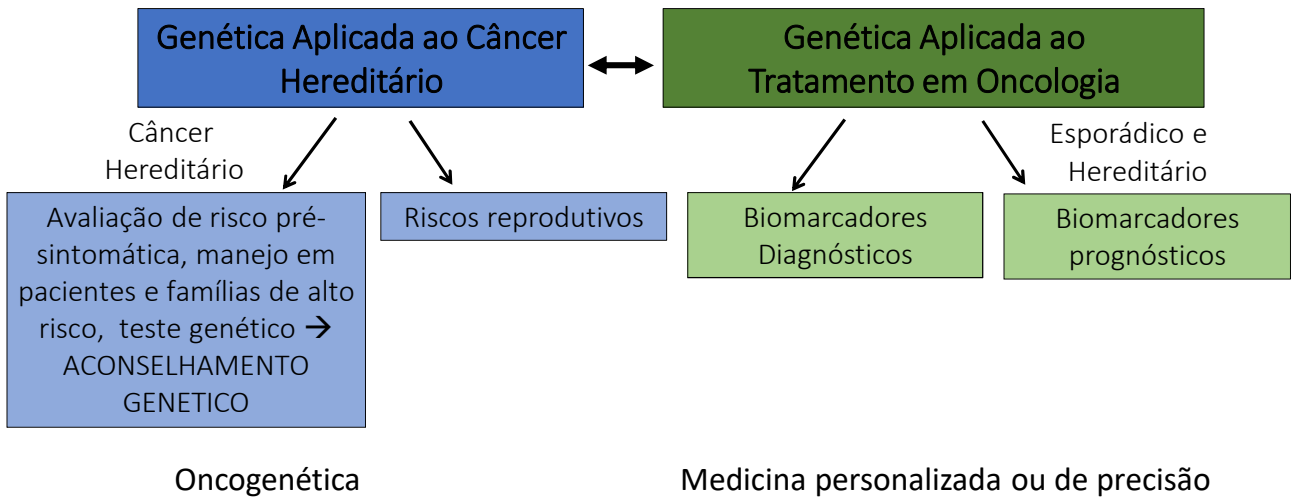 Genética Aplicada ao Câncer
Hereditário
Genética Aplicada ao
Tratamento em Oncologia
Câncer
Hereditário
Esporádico e
Hereditário
Avaliação de risco pré-
sintomática, manejo em
pacientes e famílias de alto
risco, teste genético →
ACONSELHAMENTO
GENETICO
Riscos reprodutivos
Biomarcadores
Diagnósticos
Biomarcadores
prognósticos
Oncogenética
Medicina personalizada ou de precisão